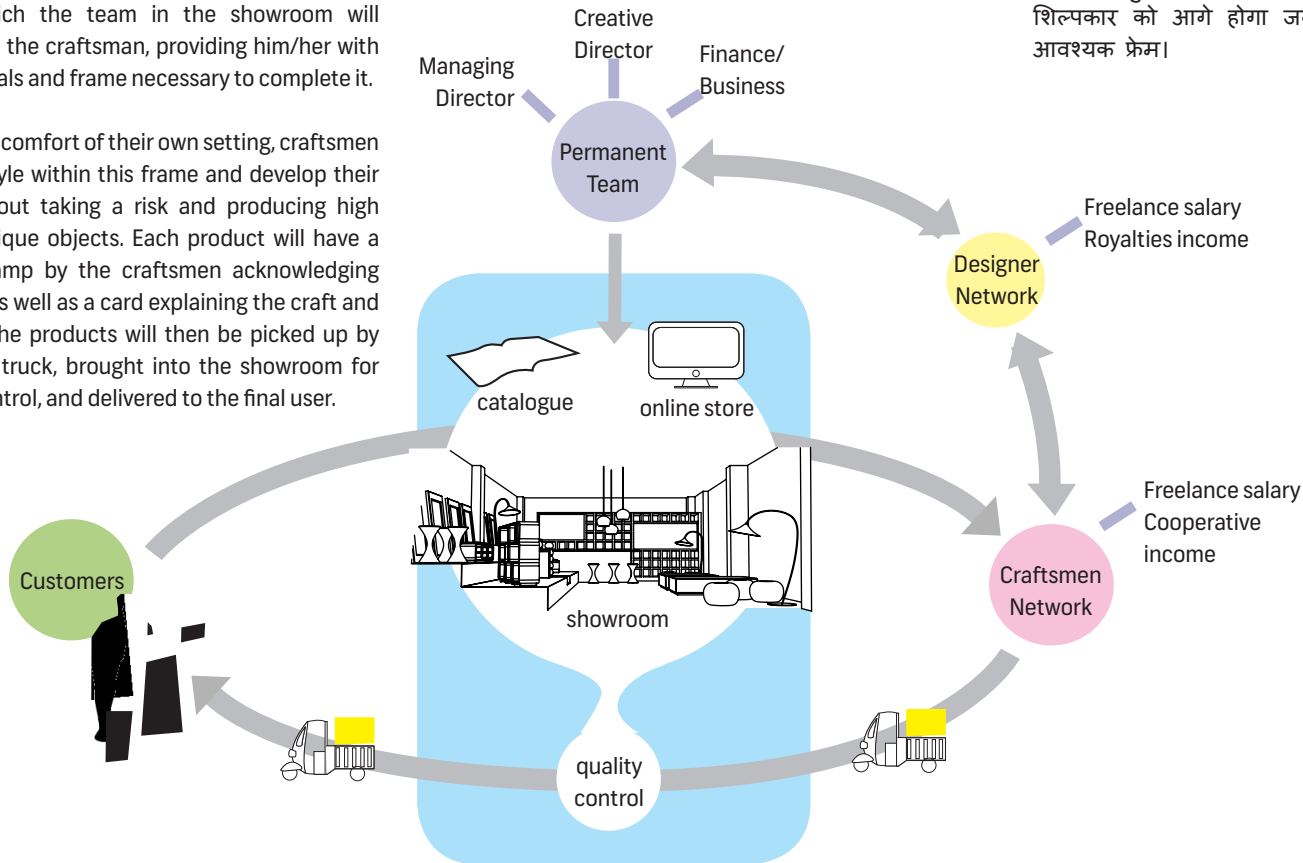 ich the team in the showroom will
the craftsman, providing him/her with
als and frame necessary to complete it.
comfort of their own setting, craftsmen
yle within this frame and develop their
out taking a risk and producing high
ique objects. Each product will have a
amp by the craftsmen acknowledging
s well as a card explaining the craft and
he products will then be picked up by
truck, brought into the showroom for
ntrol, and delivered to the final user.
शिल्पकार को आगे होगा
आवश्यक फ्रेम।
Creative
Director
Managing
Director
Finance/
Business
Permanent
Team
Freelance salary
Royalties income
Designer
Network
catalogue
online store
Freelance salary
Cooperative
income
Craftsmen
Network
Customers
showroom
quality
control